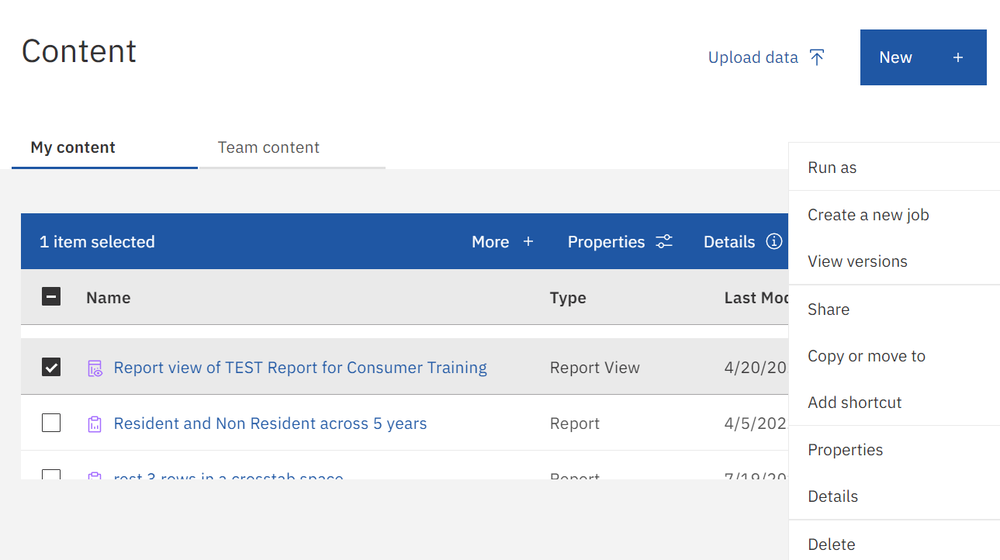 Content
Upload data
New +
My content
Team content
1 item selected
More +
Properties
Details
Name
Type
Last Mod
Report view of TEST Report for Consumer Training
Report View
4/20/20
Resident and Non Resident across 5 years
Report
4/5/202
rest 3 rows in a crosstab space
Report
7/19/20
Run as
Create a new job
View versions
Share
Copy or move to
Add shortcut
Properties
Details
Delete